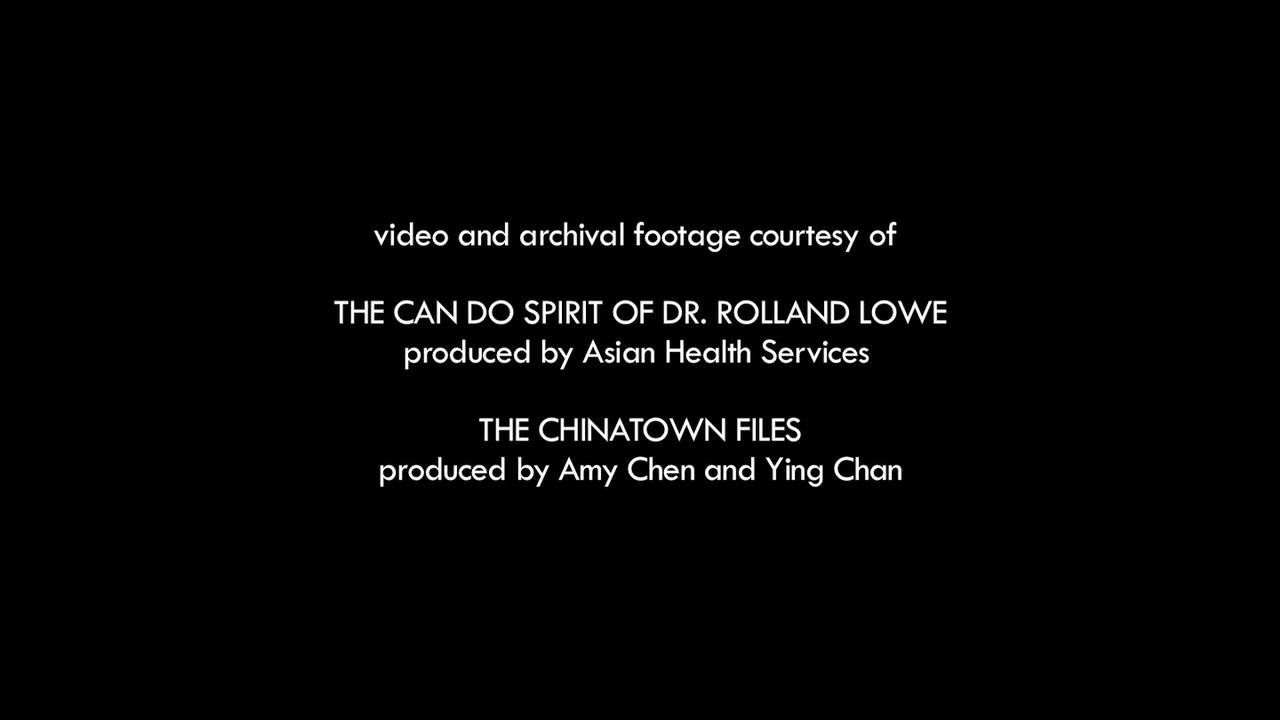 video and archival footage courtesy of
THE CAN DO SPIRIT OF DR. ROLLAND LOWE
produced by Asian Health Services
THE CHINATOWN FILES
produced by Amy Chen and Ying Chan